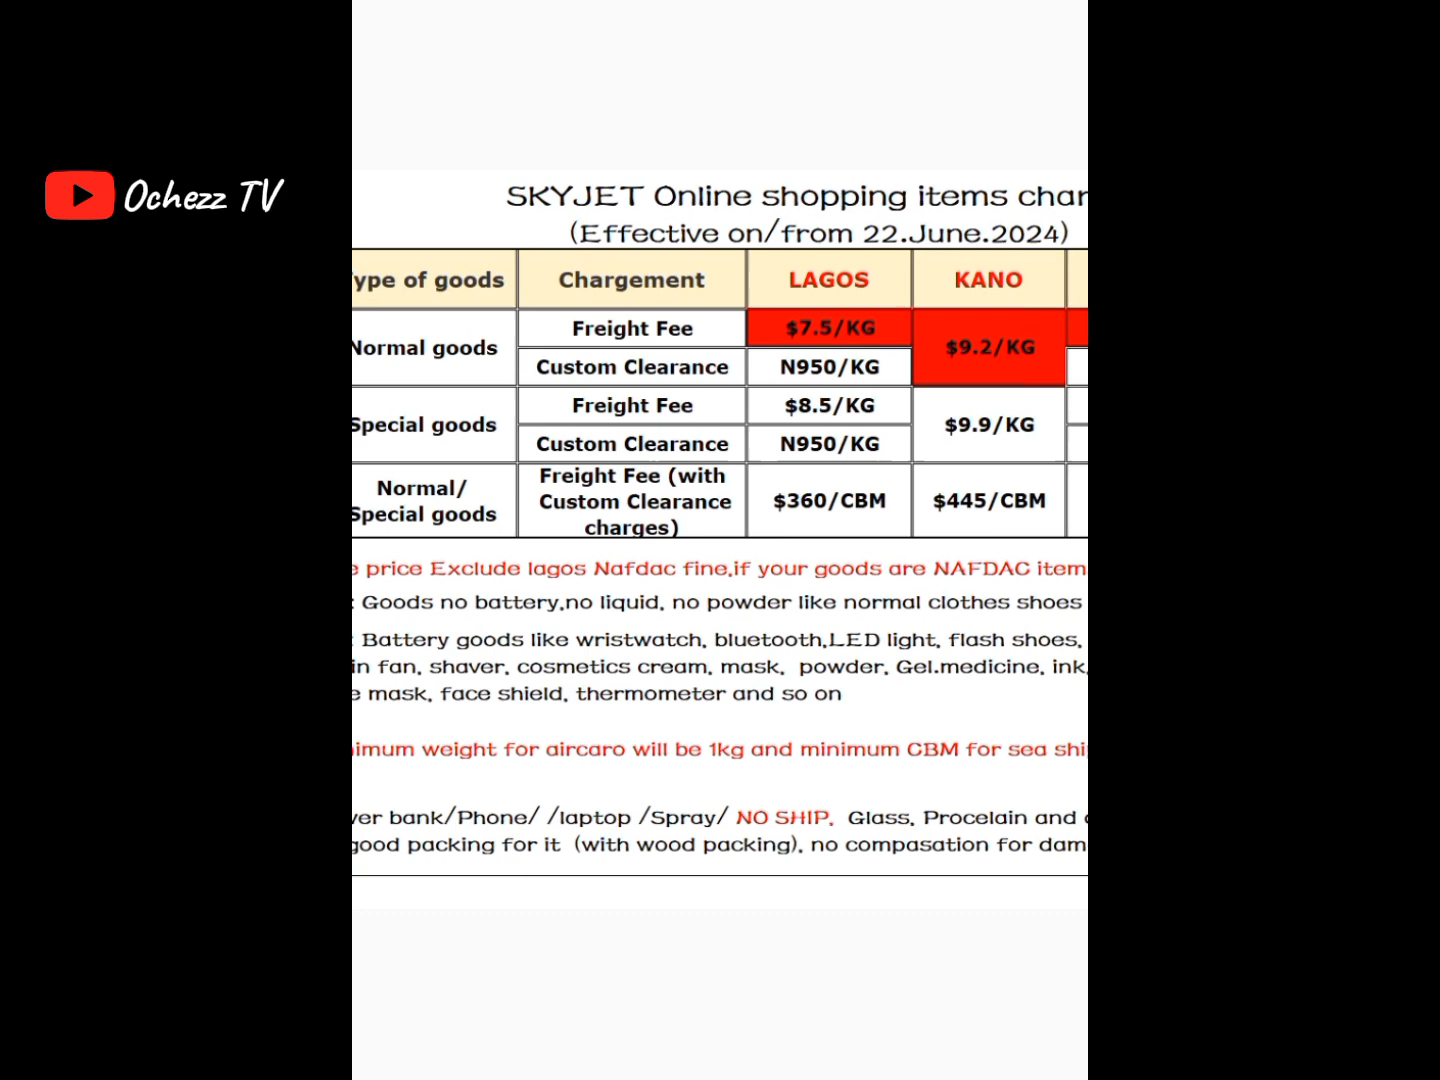 Ochezz TV
SKYJET Online shopping items char
(Effective on/from 22.June.2024)
ype of goods Chargement LAGOS KANO
Normal goods Freight Fee $7.5/KG $9.2/KG
Custom Clearance N950/KG
Special goods Freight Fee $8.5/KG $9.9/KG
Custom Clearance N950/KG
Normal/
Special goods Freight Fee (with
Custom Clearance
charges) $360/CBM $445/CBM
e price Exclude lagos Nafdac fine,if your goods are NAFDAC item
: Goods no battery,no liquid, no powder like normal clothes shoes
: Battery goods like wristwatch, bluetooth,LED light, flash shoes,
in fan, shaver, cosmetics cream, mask, powder, Gel.medicine, ink,
e mask, face shield, thermometer and so on
imum weight for aircaro will be 1kg and minimum CBM for sea shi
ver bank/Phone/ /laptop /Spray/ NO SHIP, Glass, Procelain and
good packing for it (with wood packing), no compasation for dam